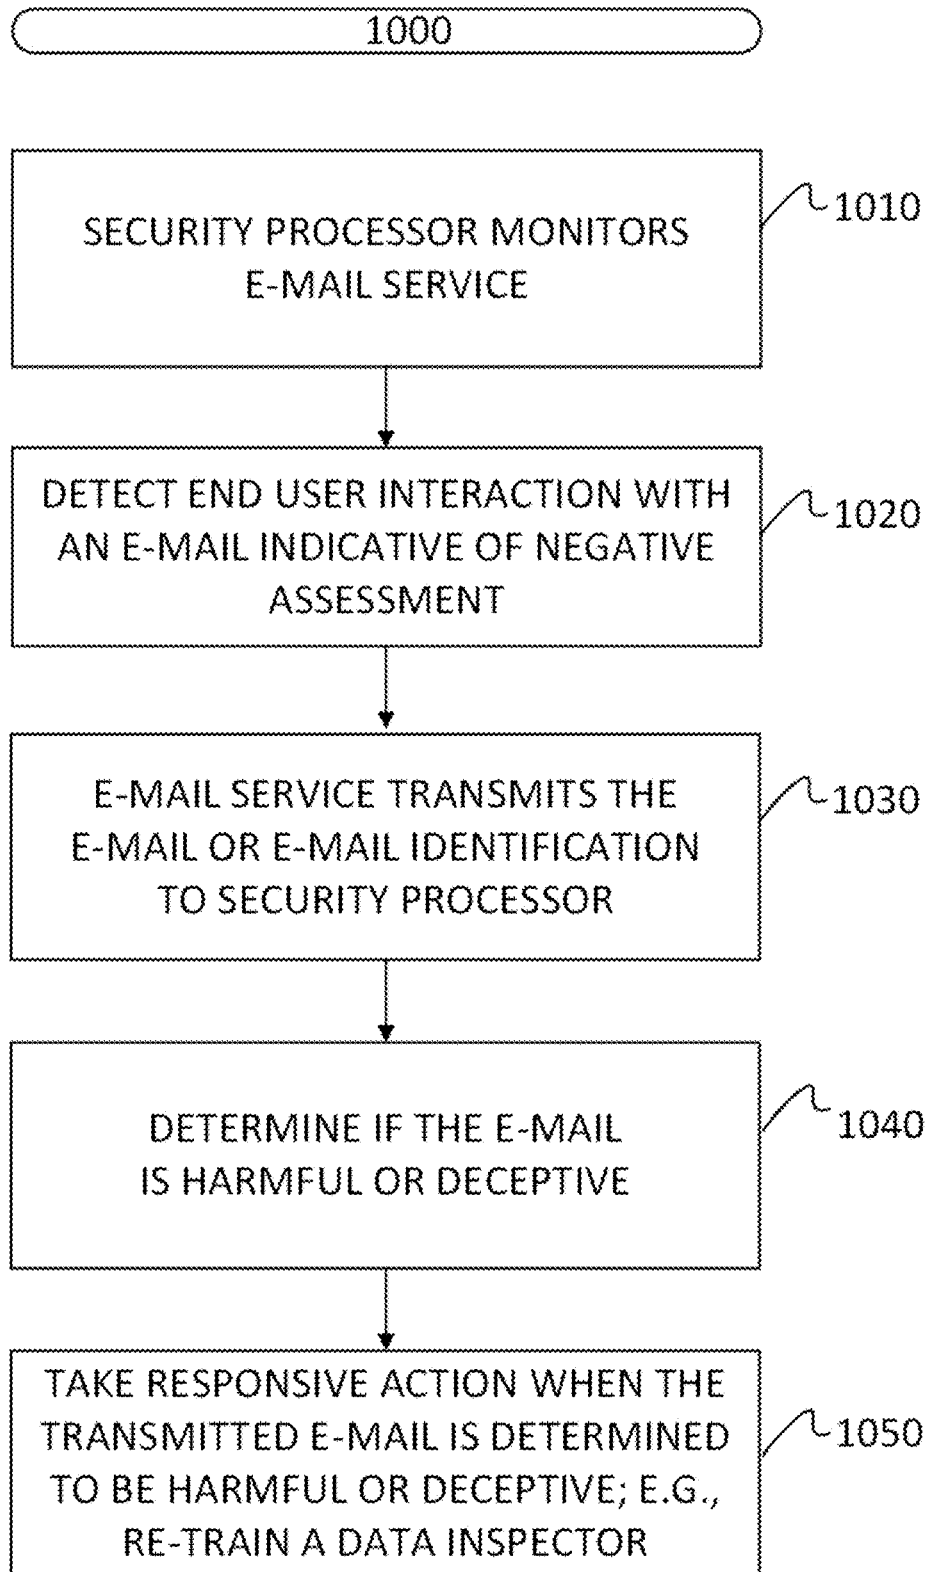 1000
SECURITY PROCESSOR MONITORS
E-MAIL SERVICE
1010
DETECT END USER INTERACTION WITH
AN E-MAIL INDICATIVE OF NEGATIVE
ASSESSMENT
1020
E-MAIL SERVICE TRANSMITS THE
E-MAIL OR E-MAIL IDENTIFICATION
TO SECURITY PROCESSOR
1030
DETERMINE IF THE E-MAIL
IS HARMFUL OR DECEPTIVE
1040
TAKE RESPONSIVE ACTION WHEN THE
TRANSMITTED E-MAIL IS DETERMINED
TO BE HARMFUL OR DECEPTIVE; E.G.,
RE-TRAIN A DATA INSPECTOR
1050